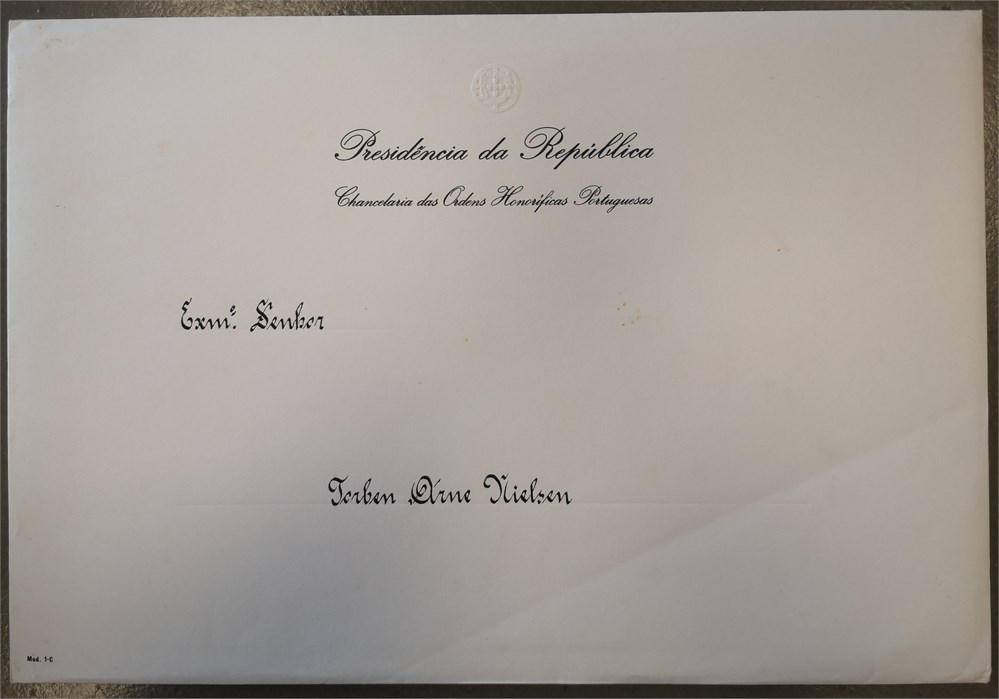 Presidência da República
Chancelaria das Ordens Honoríficas Portuguesas
Exmº. Senhor
Torben Arne Nielsen
Mod. 1-C